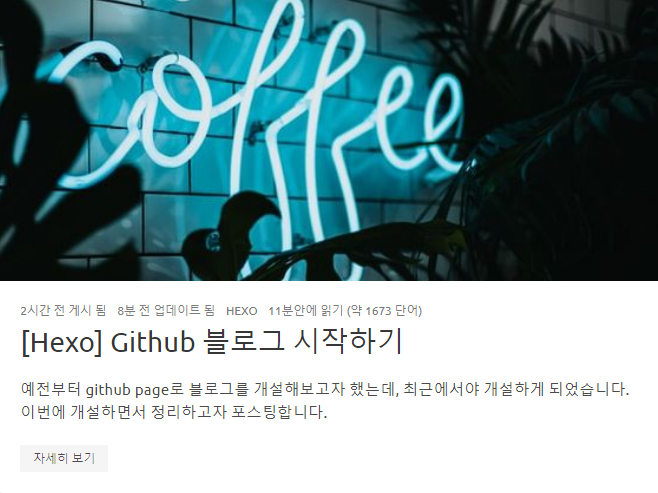 coffee
2시간 전 게시 됨 8분 전 업데이트 됨 HEXO 11분안에 읽기 (약 1673 단어)
[Hexo] Github 블로그 시작하기
예전부터 github page로 블로그를 개설해보고자 했는데, 최근에서야 개설하게 되었습니다.
이번에 개설하면서 정리하고자 포스팅합니다.
자세히 보기